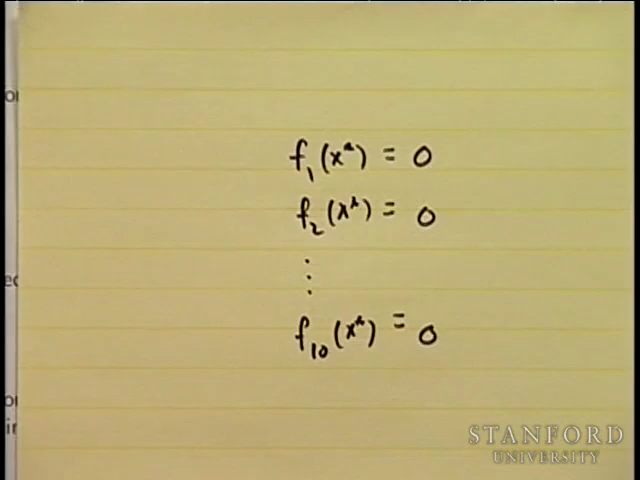 f₁(x*) = 0
f₂(x*) = 0
⋮
f₁₀(x*) = 0
STANFORD
UNIVERSITY